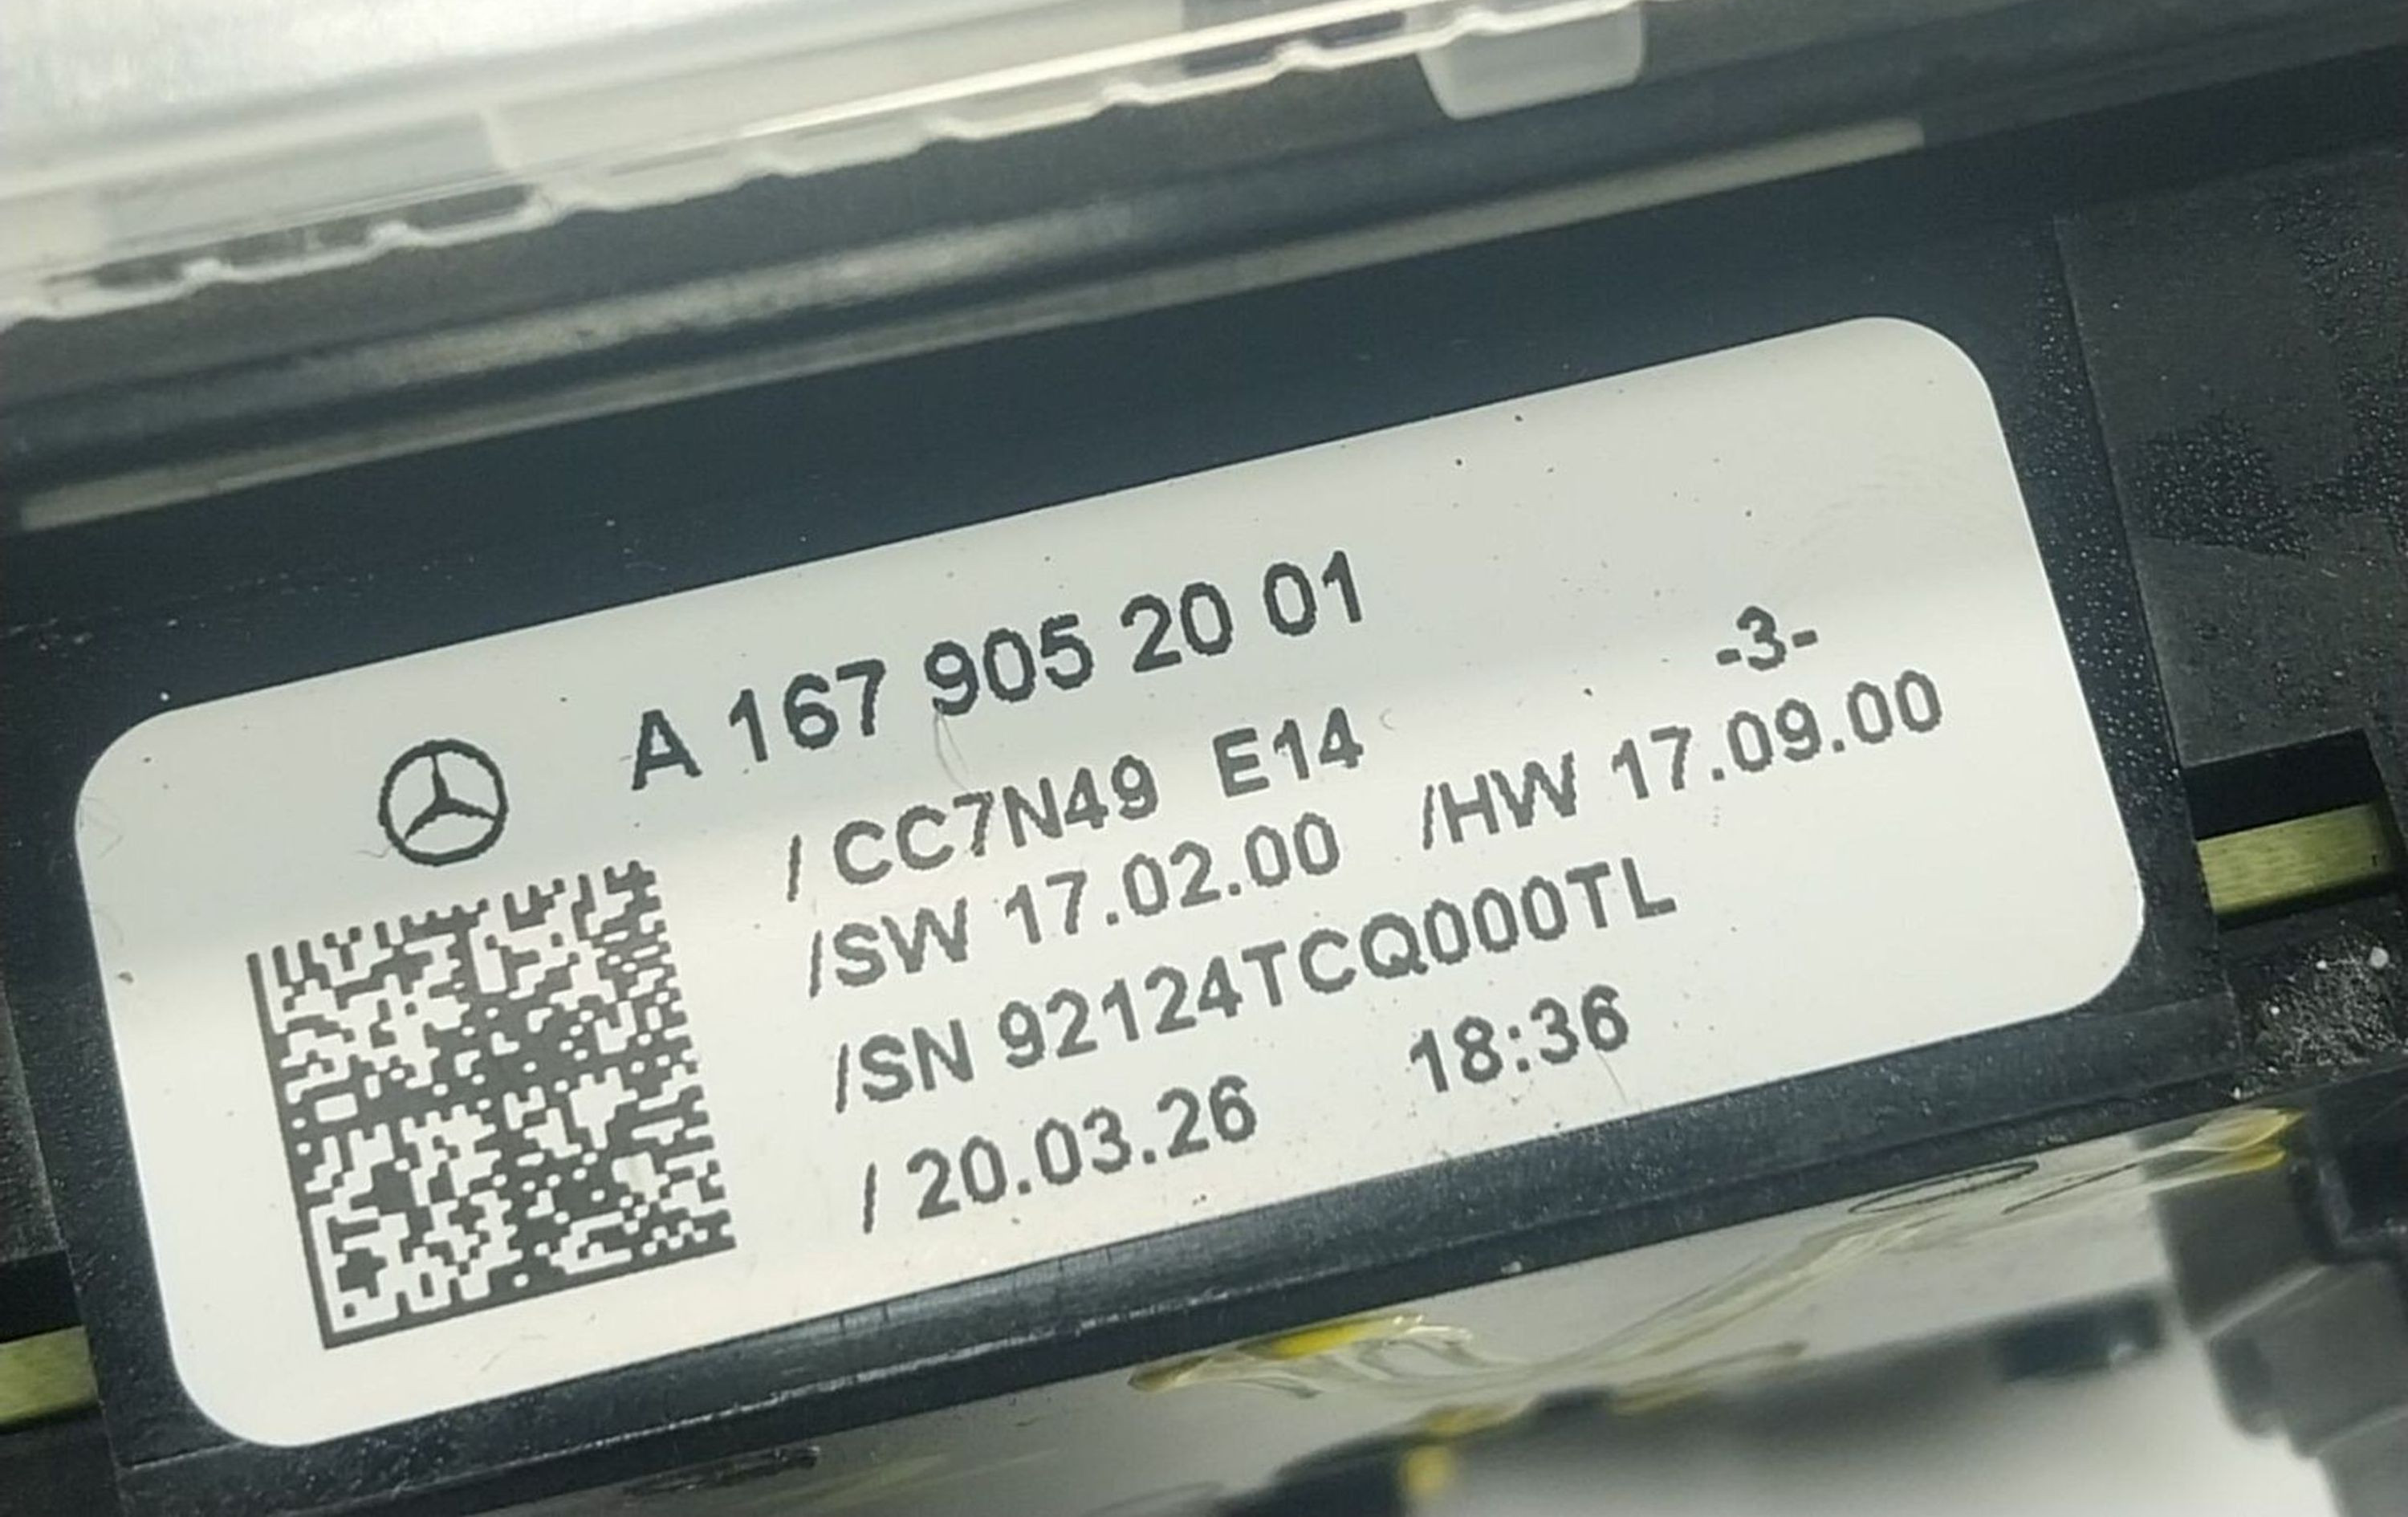 A 167 905 20 01
/ CC7N49 E14 -3-
/SW 17.02.00 /HW 17.09.00
/SN 92124TCQ000TL
/ 20.03.26 18:36